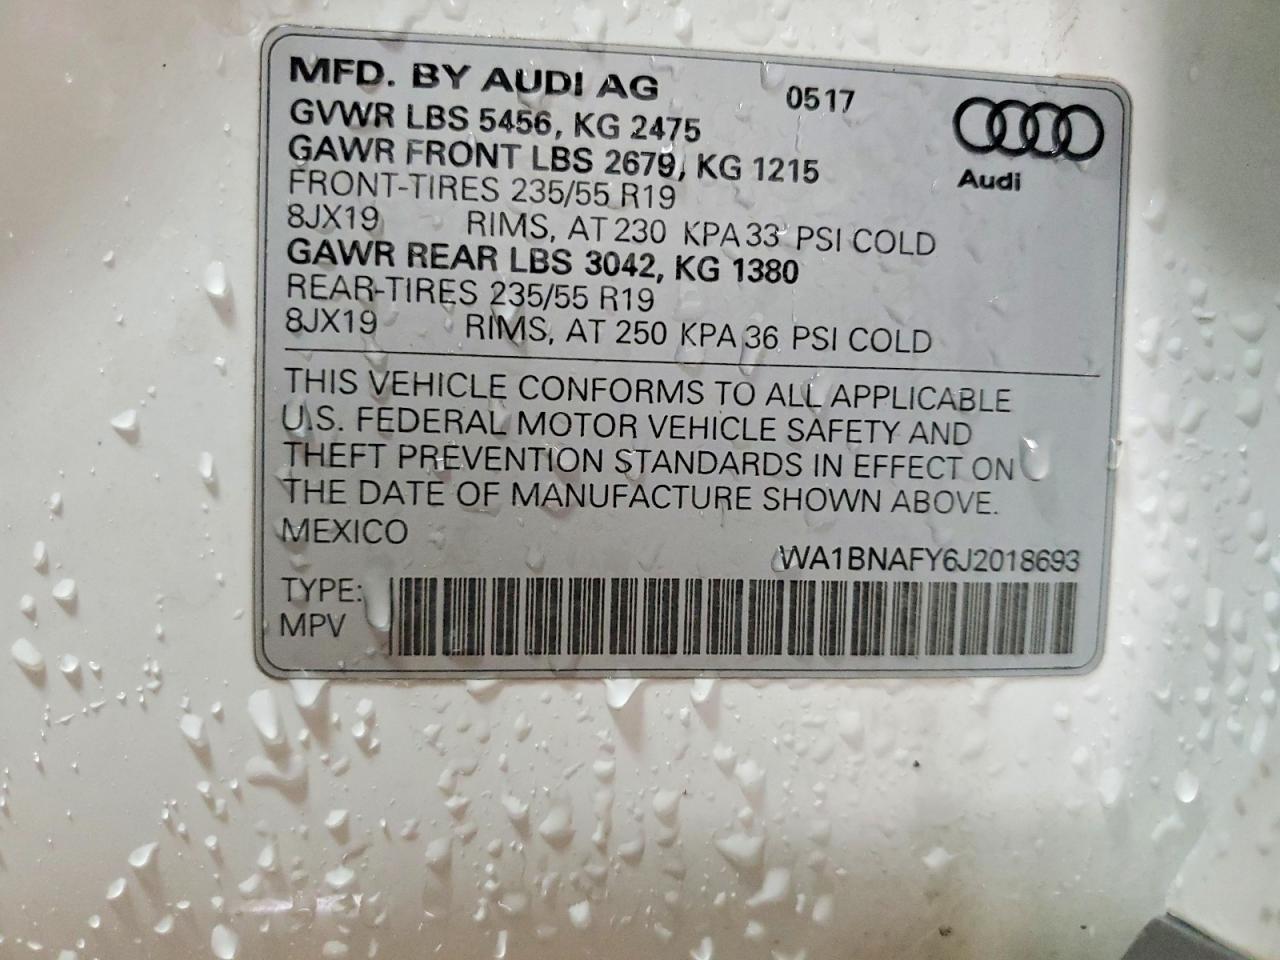 MFD. BY AUDI AG 0517
GVWR LBS 5456, KG 2475
GAWR FRONT LBS 2679, KG 1215
Audi
FRONT-TIRES 235/55 R19
8JX19 RIMS, AT 230 KPA 33 PSI COLD
GAWR REAR LBS 3042, KG 1380
REAR-TIRES 235/55 R19
8JX19 RIMS, AT 250 KPA 36 PSI COLD
THIS VEHICLE CONFORMS TO ALL APPLICABLE
U.S. FEDERAL MOTOR VEHICLE SAFETY AND
THEFT PREVENTION STANDARDS IN EFFECT ON
THE DATE OF MANUFACTURE SHOWN ABOVE.
MEXICO
WA1BNAFY6J2018693
TYPE:
MPV